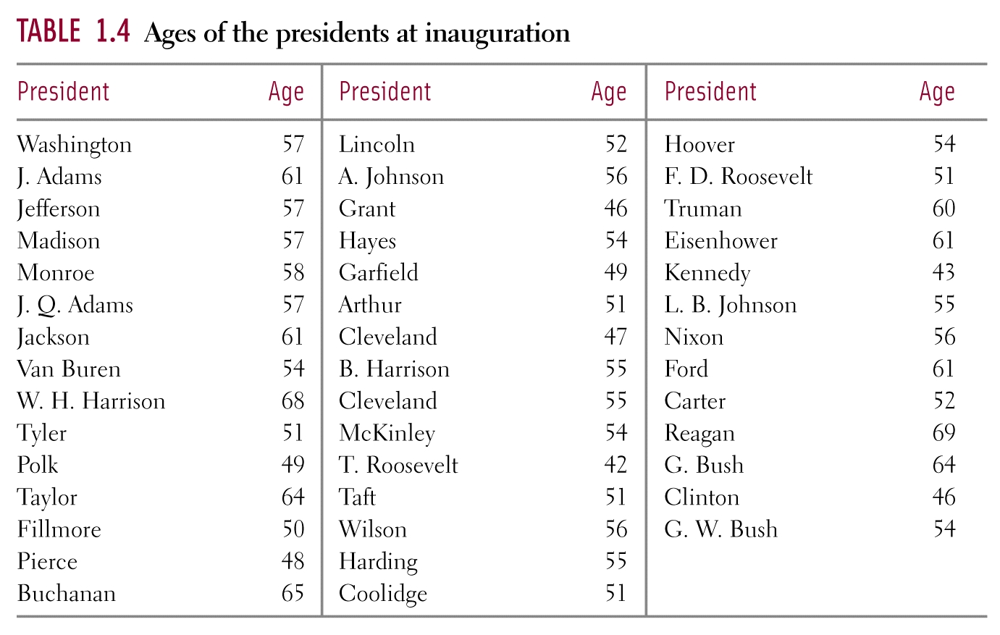 TABLE 1.4 Ages of the presidents at inauguration
President Age President Age President Age
Washington 57 Lincoln 52 Hoover 54
J. Adams 61 A. Johnson 56 F. D. Roosevelt 51
Jefferson 57 Grant 46 Truman 60
Madison 57 Hayes 54 Eisenhower 61
Monroe 58 Garfield 49 Kennedy 43
J. Q. Adams 57 Arthur 51 L. B. Johnson 55
Jackson 61 Cleveland 47 Nixon 56
Van Buren 54 B. Harrison 55 Ford 61
W. H. Harrison 68 Cleveland 55 Carter 52
Tyler 51 McKinley 54 Reagan 69
Polk 49 T. Roosevelt 42 G. Bush 64
Taylor 64 Taft 51 Clinton 46
Fillmore 50 Wilson 56 G. W. Bush 54
Pierce 48 Harding 55
Buchanan 65 Coolidge 51